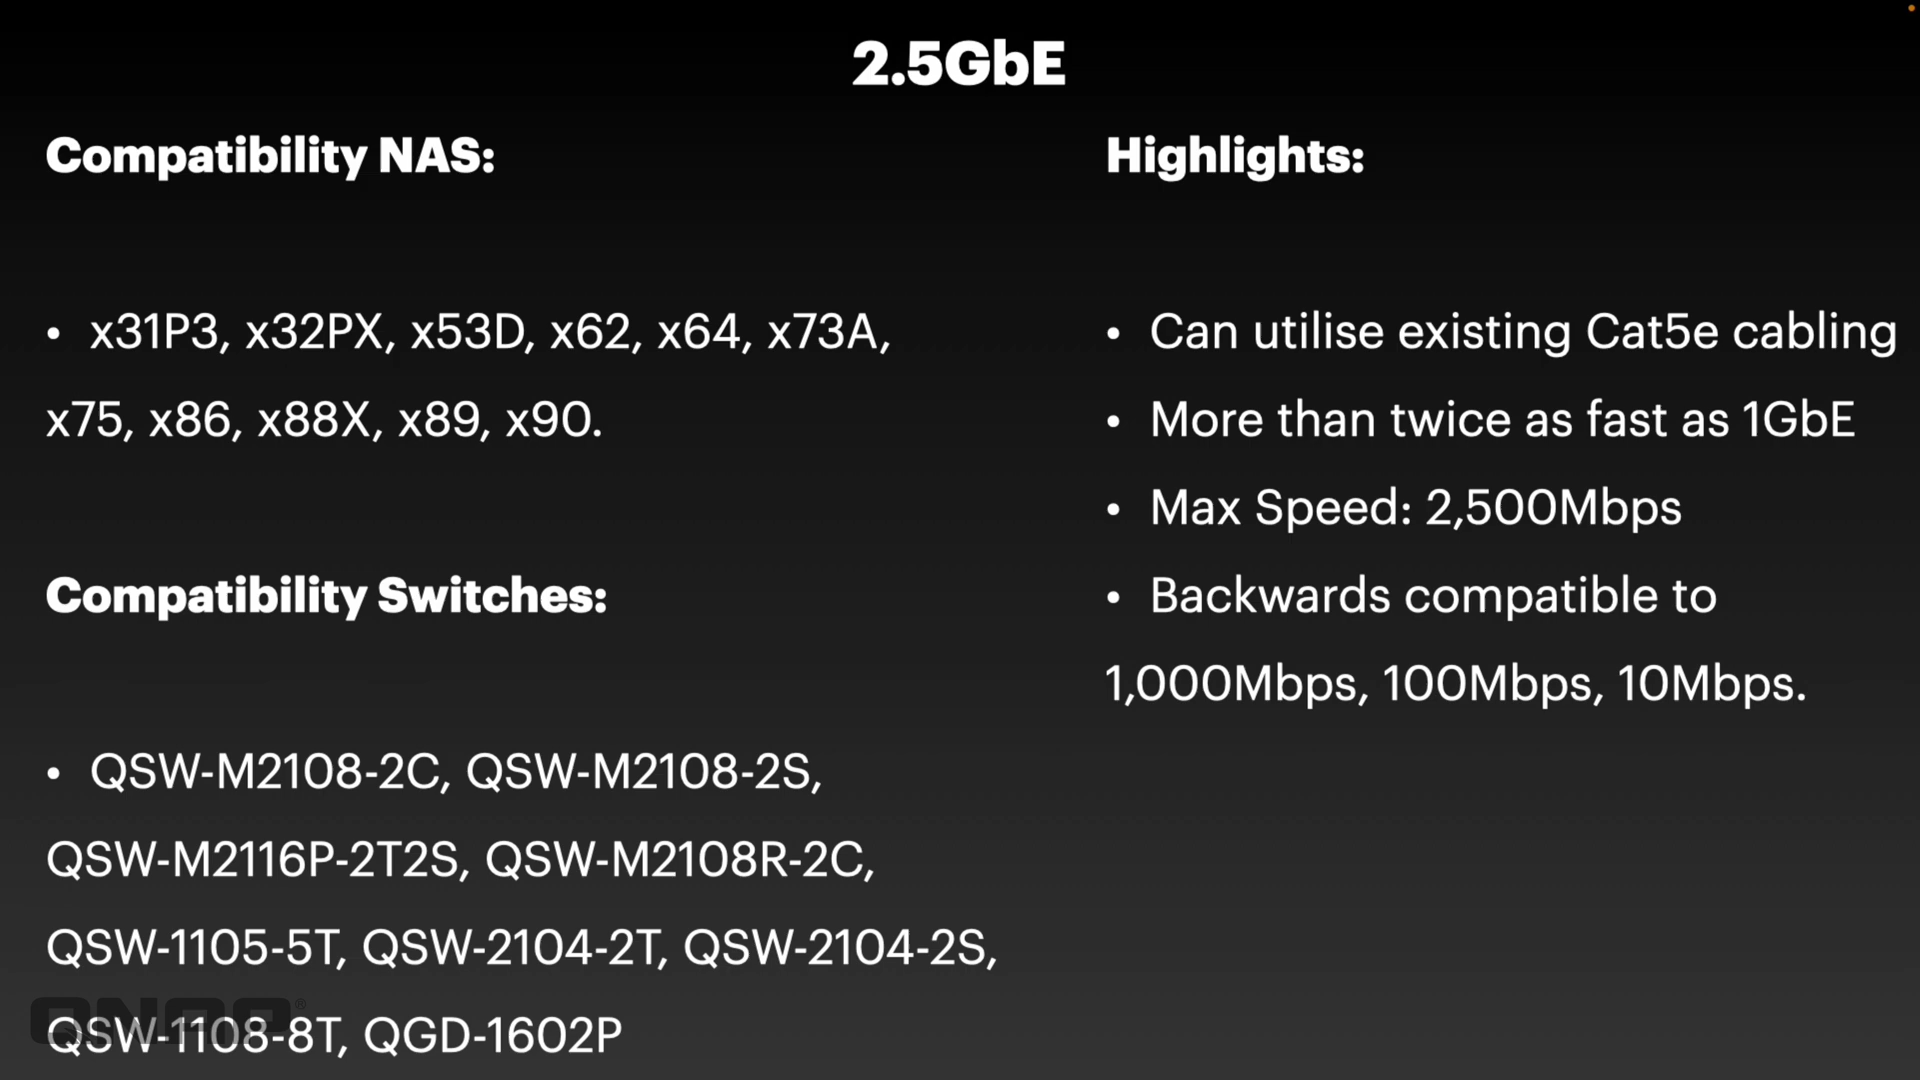 2.5GbE
Compatibility NAS:
• x31P3, x32PX, x53D, x62, x64, x73A,
x75, x86, x88X, x89, x90.
Compatibility Switches:
• QSW-M2108-2C, QSW-M2108-2S,
QSW-M2116P-2T2S, QSW-M2108R-2C,
QSW-1105-5T, QSW-2104-2T, QSW-2104-2S,
QSW-1108-8T, QGD-1602P
QNAP®
Highlights:
• Can utilise existing Cat5e cabling
• More than twice as fast as 1GbE
• Max Speed: 2,500Mbps
• Backwards compatible to
1,000Mbps, 100Mbps, 10Mbps.